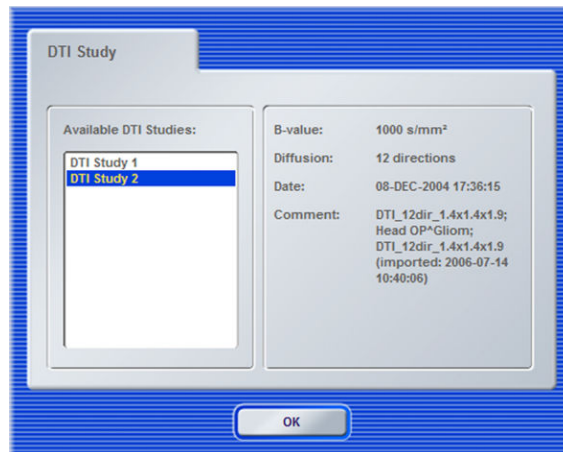 DTI Study
Available DTI Studies:
DTI Study 1
DTI Study 2
B-value: 1000 s/mm²
Diffusion: 12 directions
Date: 08-DEC-2004 17:36:15
Comment: DTI_12dir_1.4x1.4x1.9;
Head OP^Gliom;
DTI_12dir_1.4x1.4x1.9
(imported: 2006-07-14
10:40:06)
OK